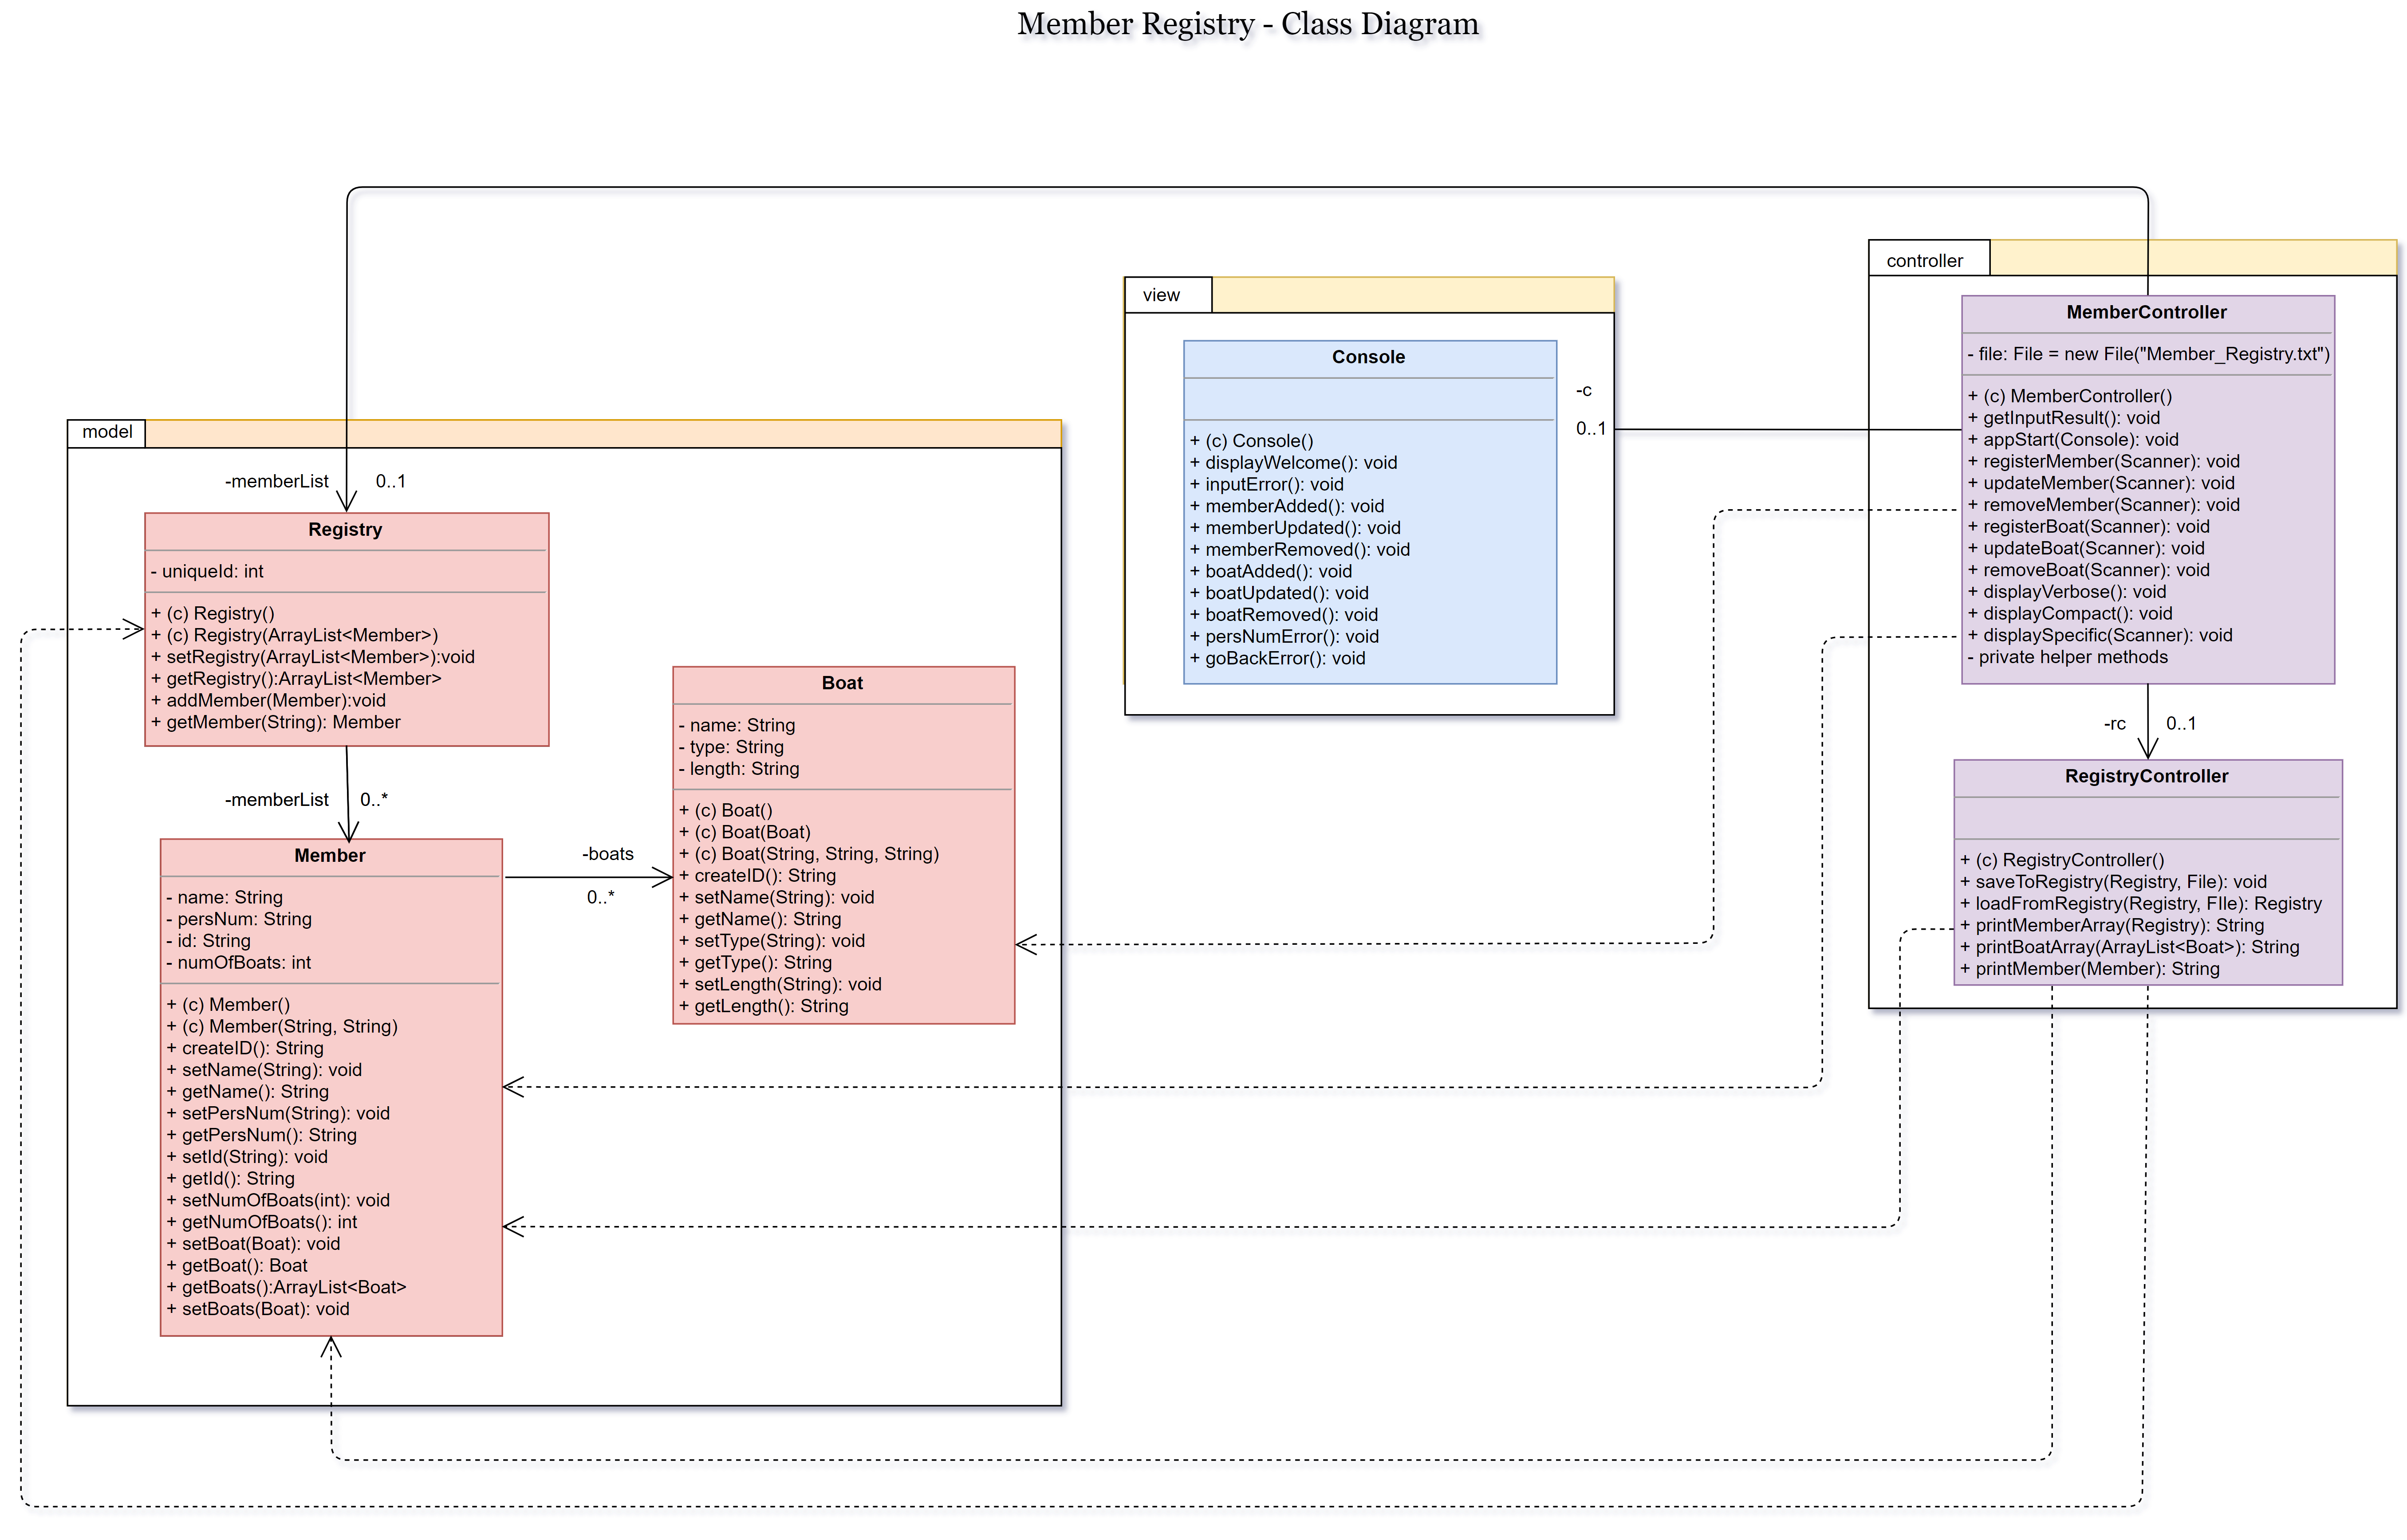 Member Registry - Class Diagram
controller
view
MemberController
- file: File = new File("Member_Registry.txt")
+ (c) MemberController()
+ getInputResult(): void
+ appStart(Console): void
+ registerMember(Scanner): void
+ updateMember(Scanner): void
+ removeMember(Scanner): void
+ registerBoat(Scanner): void
+ updateBoat(Scanner): void
+ removeBoat(Scanner): void
+ displayVerbose(): void
+ displayCompact(): void
+ displaySpecific(Scanner): void
- private helper methods
Console
+ (c) Console()
+ displayWelcome(): void
+ inputError(): void
+ memberAdded(): void
+ memberUpdated(): void
+ memberRemoved(): void
+ boatAdded(): void
+ boatUpdated(): void
+ boatRemoved(): void
+ persNumError(): void
+ goBackError(): void
-c
0..1
model
-memberList
0..1
Registry
- uniqueId: int
+ (c) Registry()
+ (c) Registry(ArrayList<Member>)
+ setRegistry(ArrayList<Member>):void
+ getRegistry():ArrayList<Member>
+ addMember(Member):void
+ getMember(String): Member
Boat
- name: String
- type: String
- length: String
+ (c) Boat()
+ (c) Boat(Boat)
+ (c) Boat(String, String, String)
+ createID(): String
+ setName(String): void
+ getName(): String
+ setType(String): void
+ getType(): String
+ setLength(String): void
+ getLength(): String
-rc
0..1
RegistryController
+ (c) RegistryController()
+ saveToRegistry(Registry, File): void
+ loadFromRegistry(Registry, FIle): Registry
+ printMemberArray(Registry): String
+ printBoatArray(ArrayList<Boat>): String
+ printMember(Member): String
-memberList
0..*
Member
- name: String
- persNum: String
- id: String
- numOfBoats: int
+ (c) Member()
+ (c) Member(String, String)
+ createID(): String
+ setName(String): void
+ getName(): String
+ setPersNum(String): void
+ getPersNum(): String
+ setId(String): void
+ getId(): String
+ setNumOfBoats(int): void
+ getNumOfBoats(): int
+ setBoat(Boat): void
+ getBoat(): Boat
+ getBoats():ArrayList<Boat>
+ setBoats(Boat): void
-boats
0..*